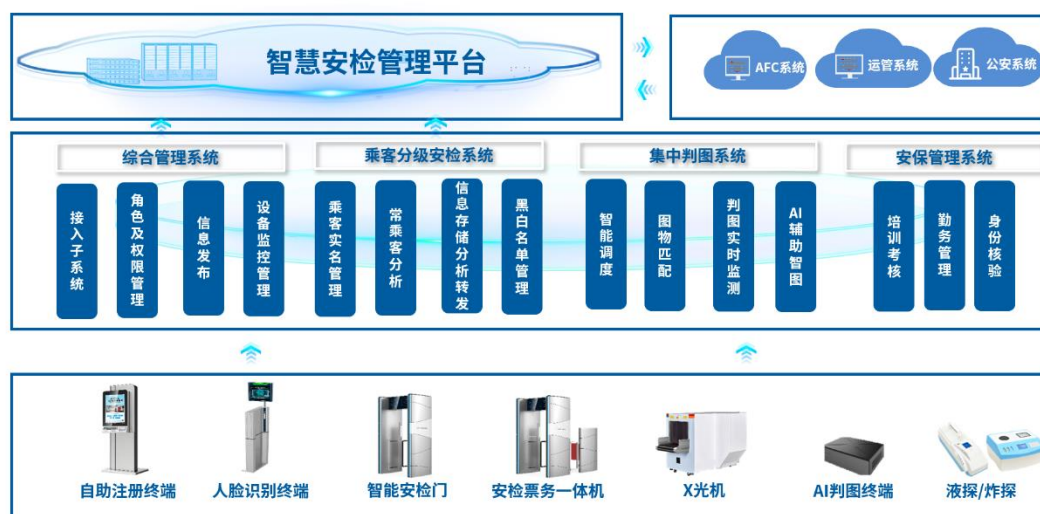 智慧安检管理平台
AFC系统
运管系统
公安系统
综合管理系统
乘客分级安检系统
集中判图系统
安保管理系统
接入子系统
角色及权限管理
信息发布
设备监控管理
乘客实名管理
常乘客分析
信息存储分析转发
黑白名单管理
智能调度
图物匹配
判图实时监测
AI辅助智图
培训考核
勤务管理
身份核验
自助注册终端
人脸识别终端
智能安检门
安检票务一体机
X光机
AI判图终端
液探/炸探